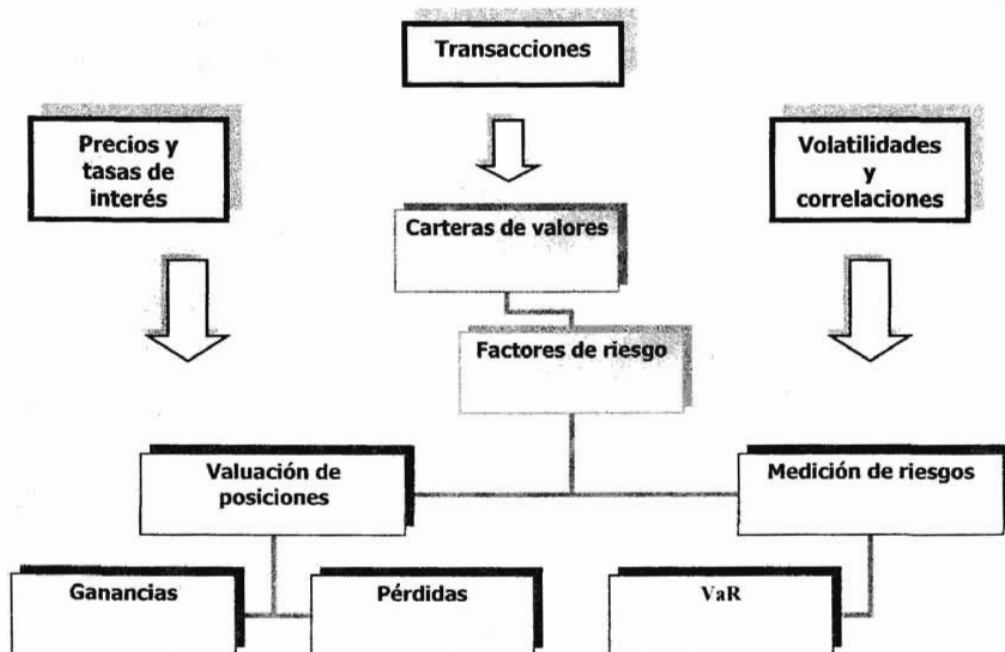 Transacciones
Precios y
tasas de
interés
Volatilidades
y
correlaciones
Carteras de valores
Factores de riesgo
Valuación de
posiciones
Medición de riesgos
Ganancias
Pérdidas
VaR